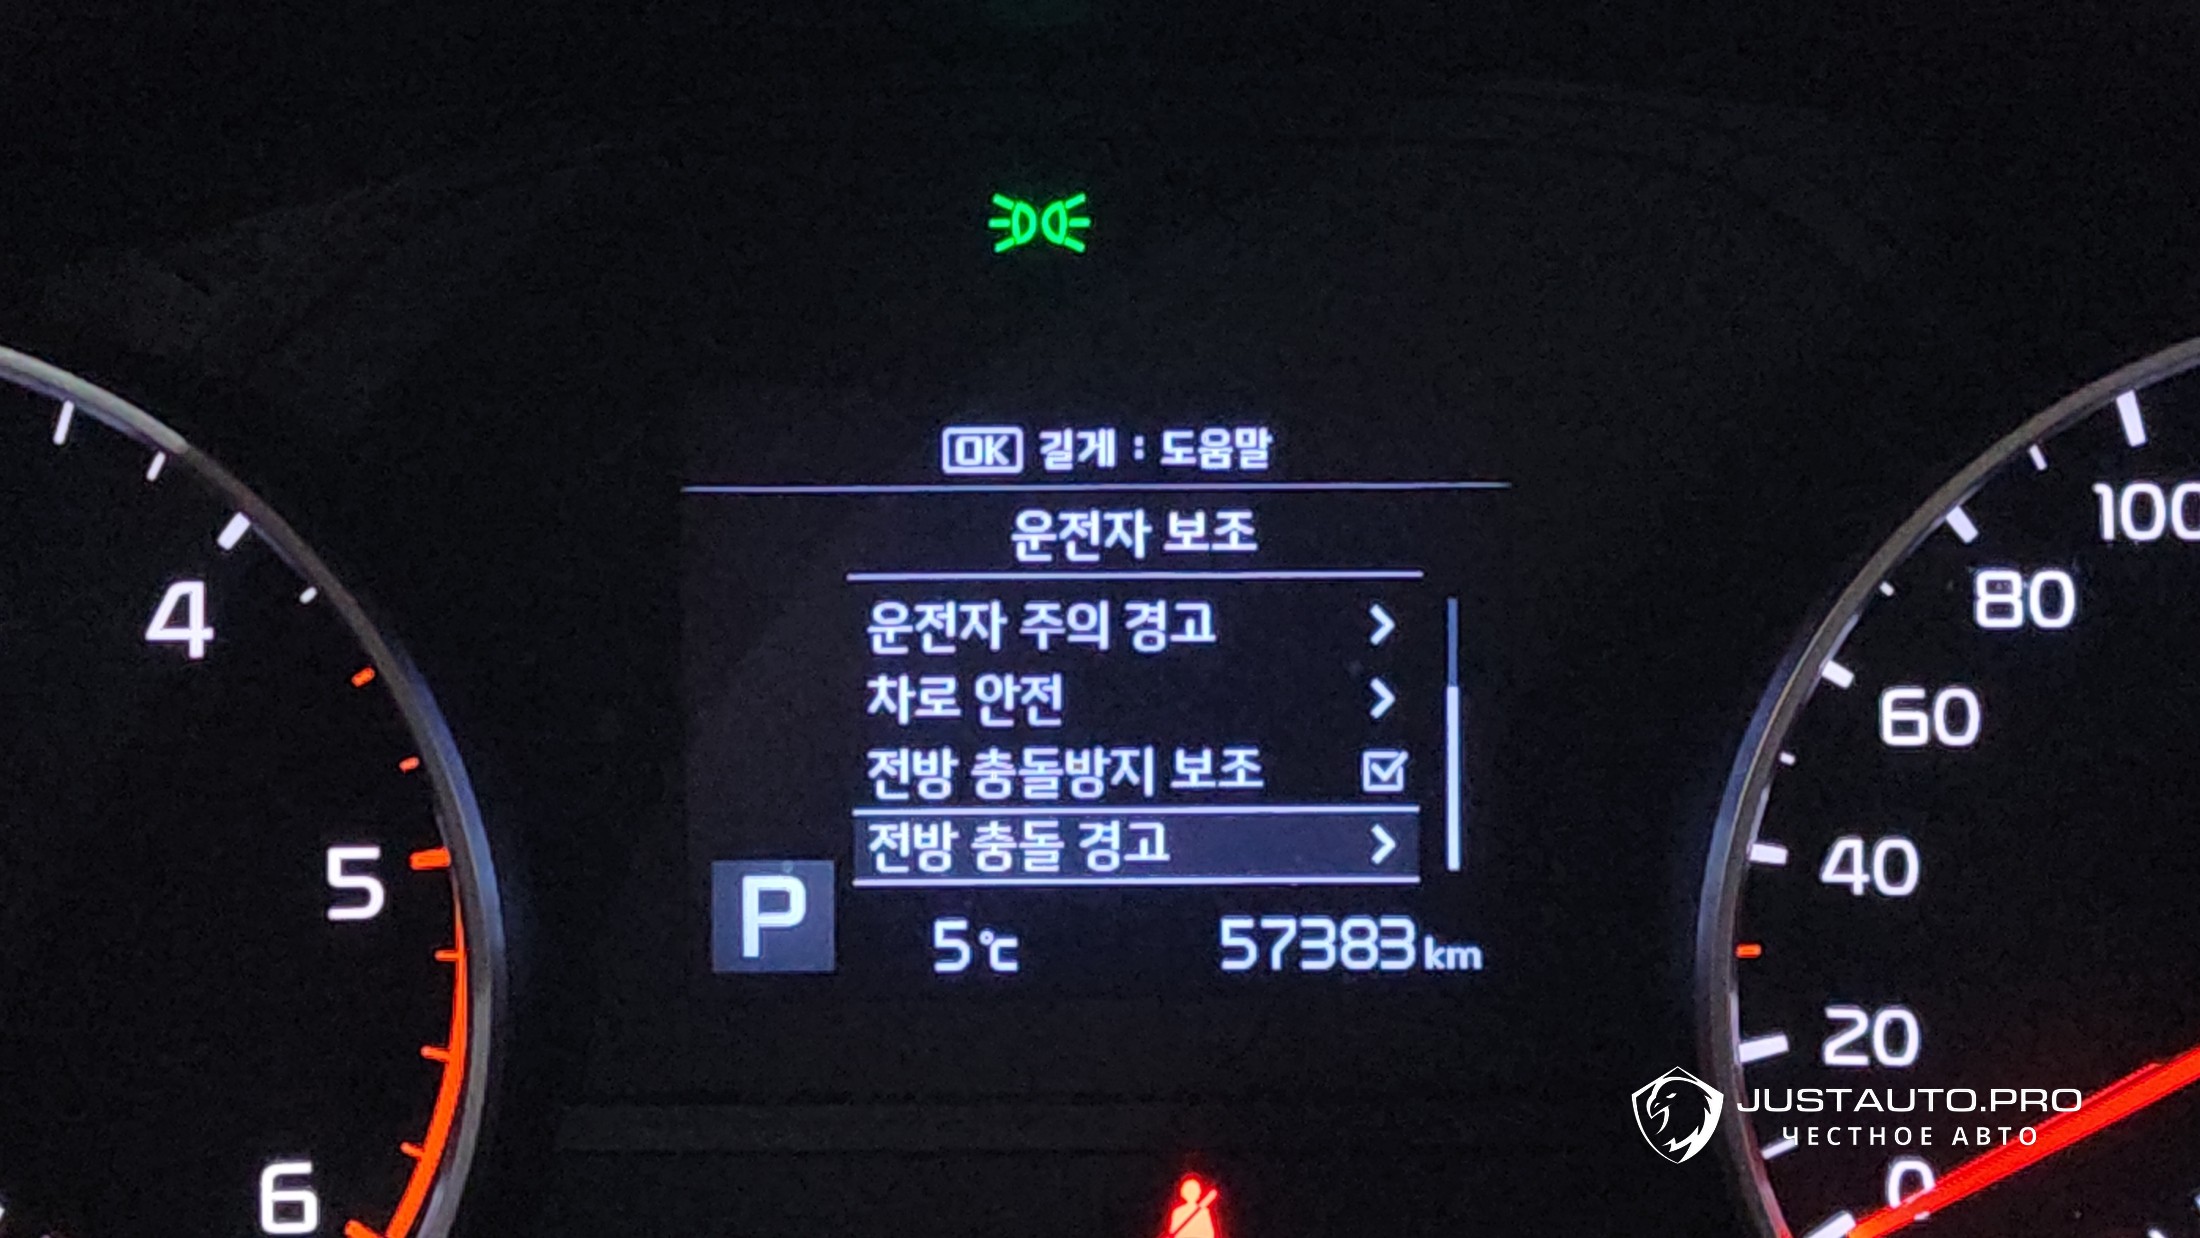 OK 길게 : 도움말
운전자 보조
운전자 주의 경고
차로 안전
전방 충돌방지 보조
전방 충돌 경고
P
5℃
57383km
4
5
6
100
80
60
40
20
0
JUSTAUTO.PRO
ЧЕСТНОЕ АВТО